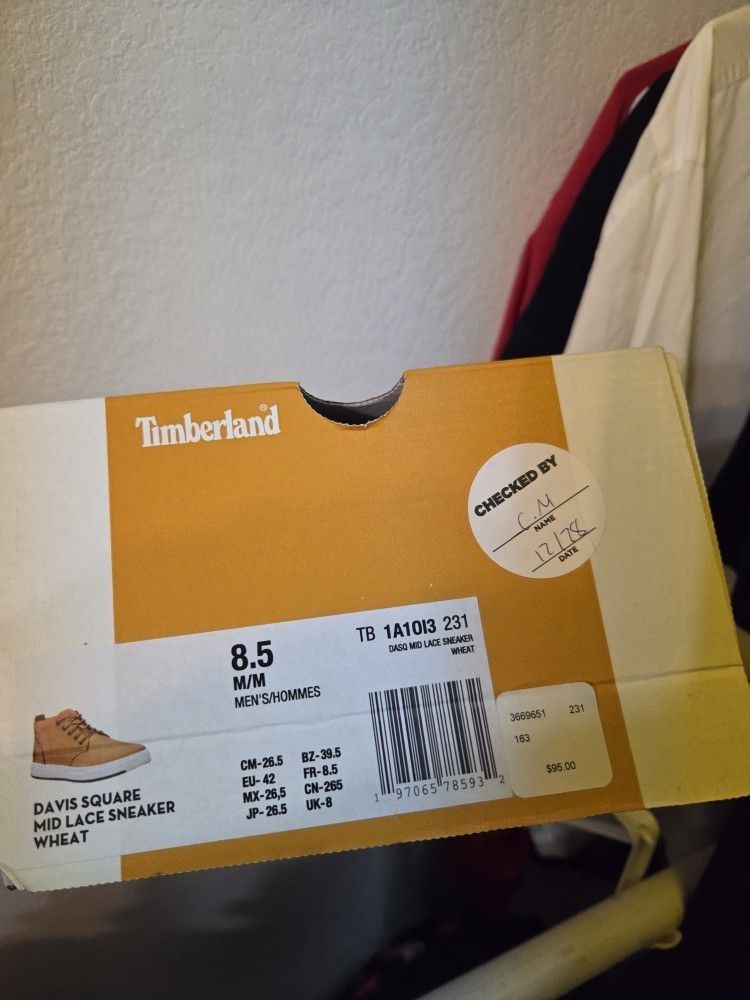 Timberland®
CHECKED BY
C.M
NAME
12/28
DATE
8.5
M/M
MEN'S/HOMMES
TB 1A10I3 231
DASQ MID LACE SNEAKER
WHEAT
CM-26.5 BZ-39.5
EU- 42 FR-8.5
MX-26,5 CN-265
JP- 26.5 UK-8
1 97065 78593 2
3669651 231
163
$95.00
DAVIS SQUARE
MID LACE SNEAKER
WHEAT